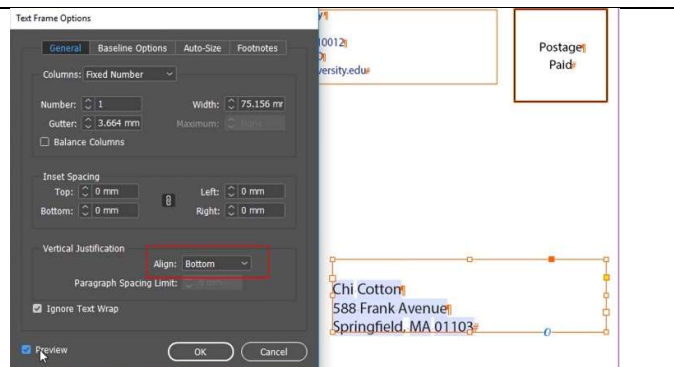 Text Frame Options
General Baseline Options Auto-Size Footnotes
Columns: Fixed Number
Number: 1 Width: 75.156 mr
Gutter: 3.664 mm Maximum:
Balance Columns
Inset Spacing
Top: 0 mm Left: 0 mm
Bottom: 0 mm Right: 0 mm
Vertical Justification
Align: Bottom
Paragraph Spacing Limit: 0 mm
Ignore Text Wrap
Preview OK Cancel
10012¶
versity.edu#
Postage¶
Paid#
Chi Cotton¶
588 Frank Avenue¶
Springfield, MA 01103#